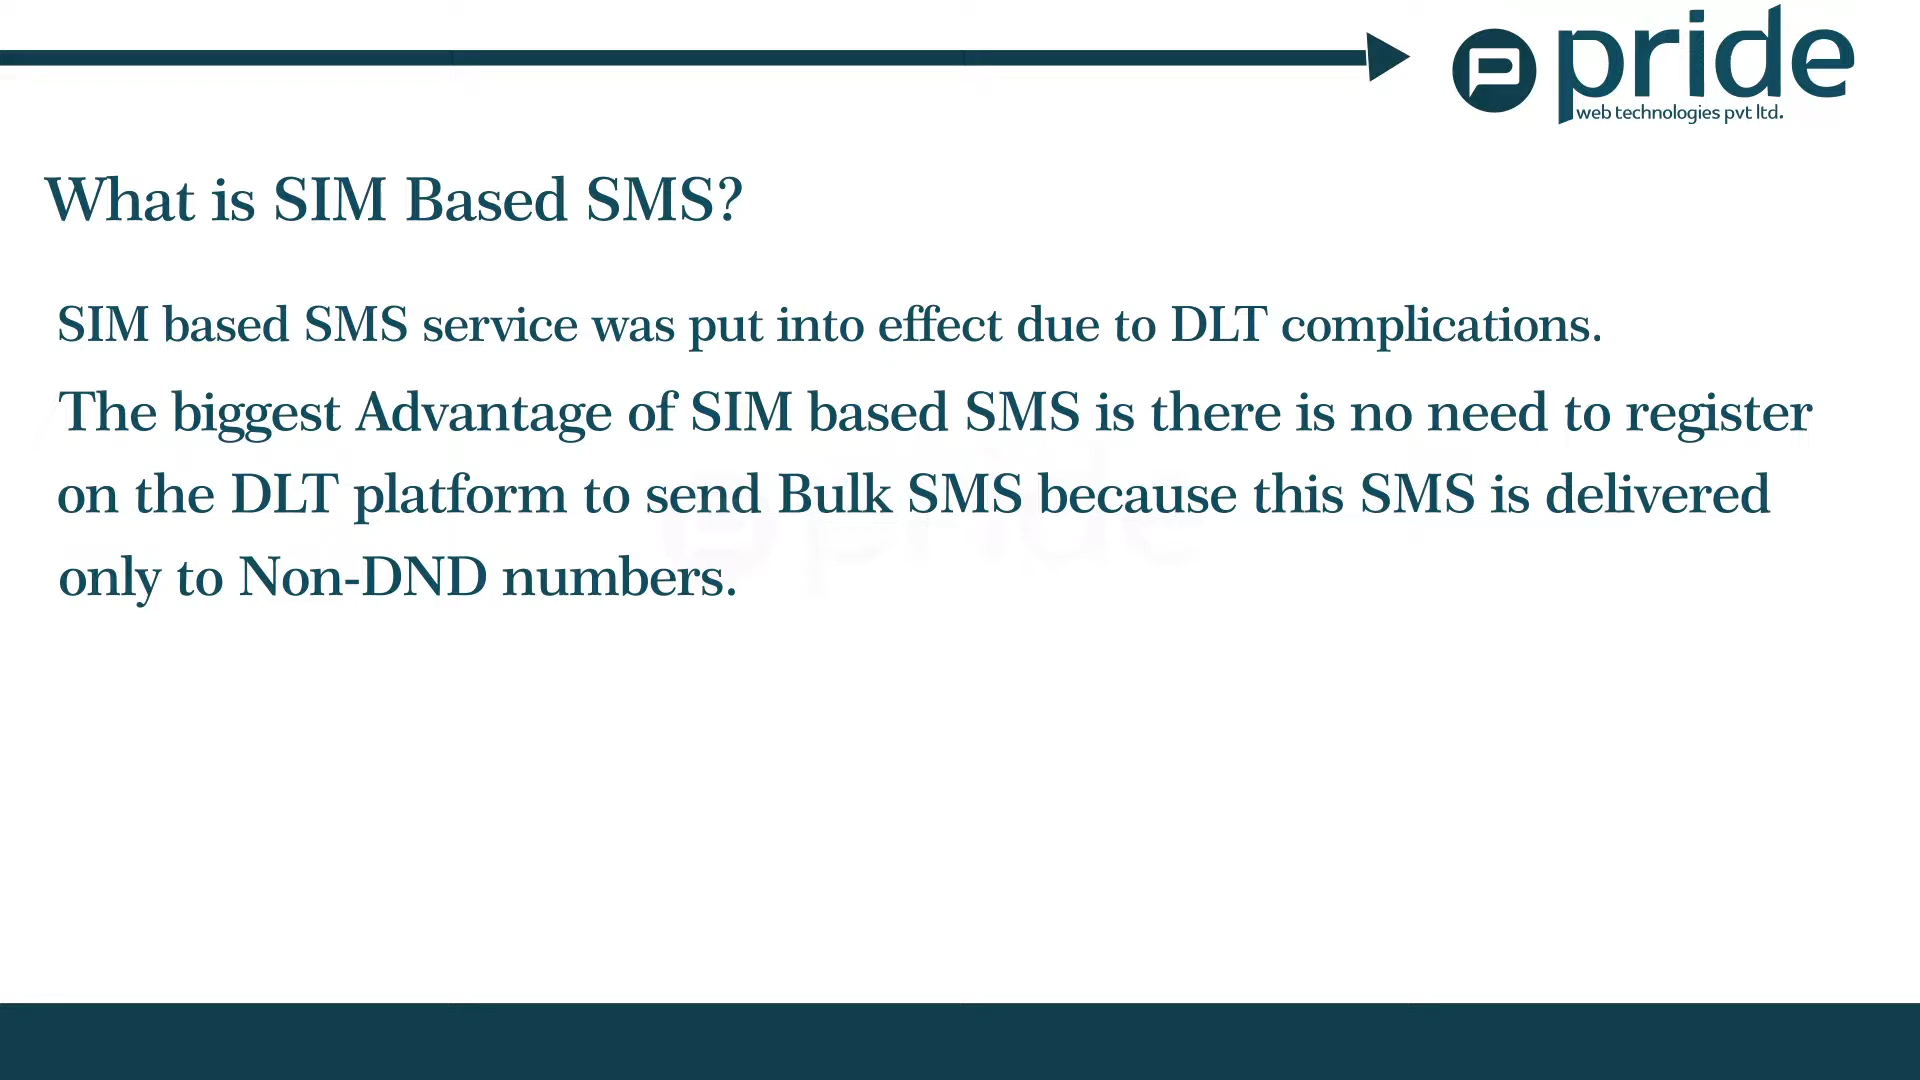 pride
web technologies pvt ltd.
What is SIM Based SMS?
SIM based SMS service was put into effect due to DLT complications.
The biggest Advantage of SIM based SMS is there is no need to register
on the DLT platform to send Bulk SMS because this SMS is delivered
only to Non-DND numbers.
pride